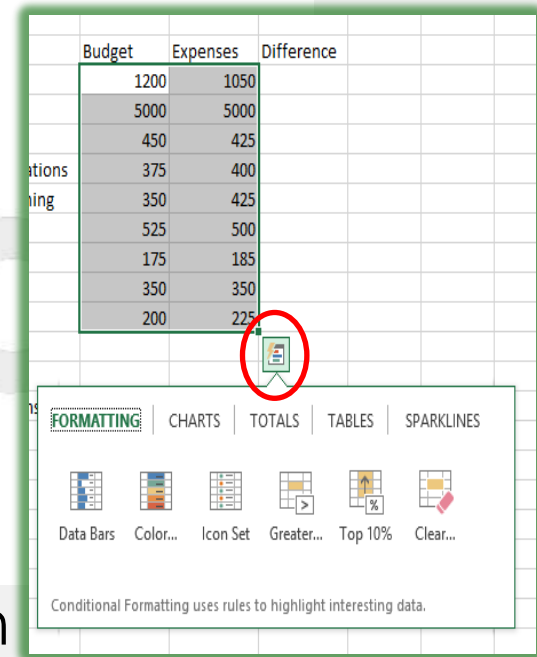 Budget Expenses Difference
1200 1050
5000 5000
450 425
ations 375 400
ning 350 425
525 500
175 185
350 350
200 225
FORMATTING CHARTS TOTALS TABLES SPARKLINES
Data Bars Color... Icon Set Greater... Top 10% Clear...
Conditional Formatting uses rules to highlight interesting data.